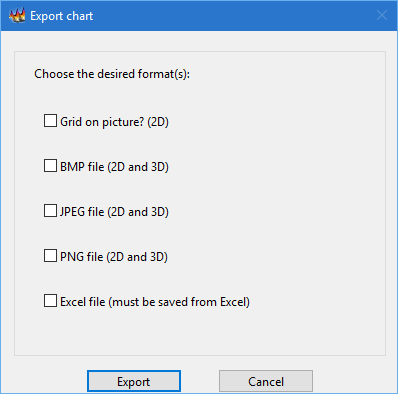 Export chart
Choose the desired format(s):
Grid on picture? (2D)
BMP file (2D and 3D)
JPEG file (2D and 3D)
PNG file (2D and 3D)
Excel file (must be saved from Excel)
Export
Cancel